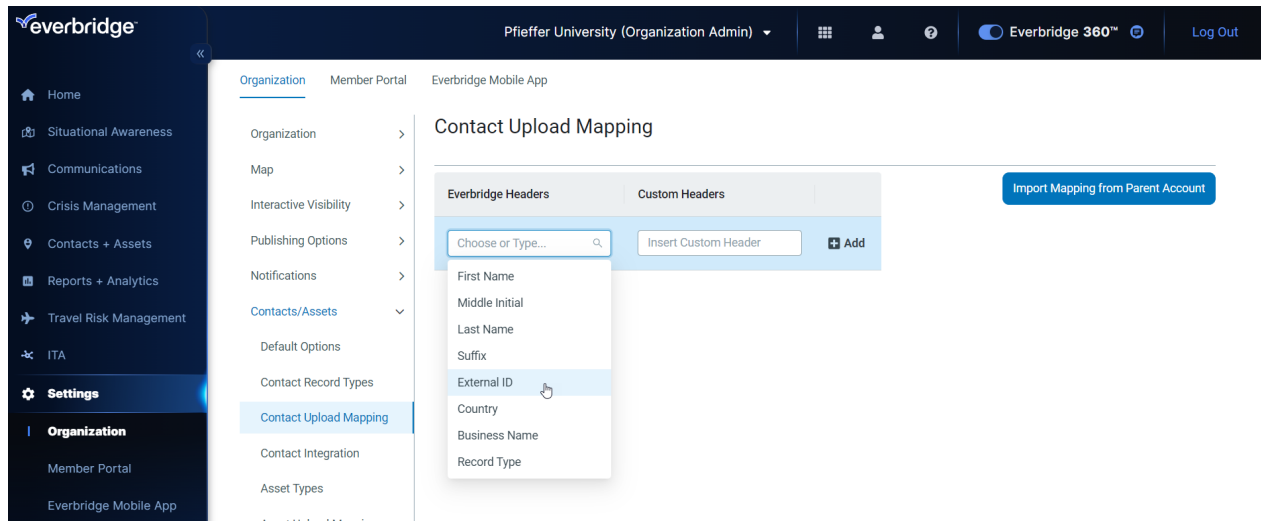 everbridge™
Pfieffer University (Organization Admin)
Everbridge 360™
Log Out
«
Home
Situational Awareness
Communications
Crisis Management
Contacts + Assets
Reports + Analytics
Travel Risk Management
ITA
Settings
Organization
Member Portal
Everbridge Mobile App
Organization
Member Portal
Everbridge Mobile App
Organization
Map
Interactive Visibility
Publishing Options
Notifications
Contacts/Assets
Default Options
Contact Record Types
Contact Upload Mapping
Contact Integration
Asset Types
Contact Upload Mapping
Everbridge Headers
Custom Headers
Import Mapping from Parent Account
Choose or Type...
Insert Custom Header
Add
First Name
Middle Initial
Last Name
Suffix
External ID
Country
Business Name
Record Type